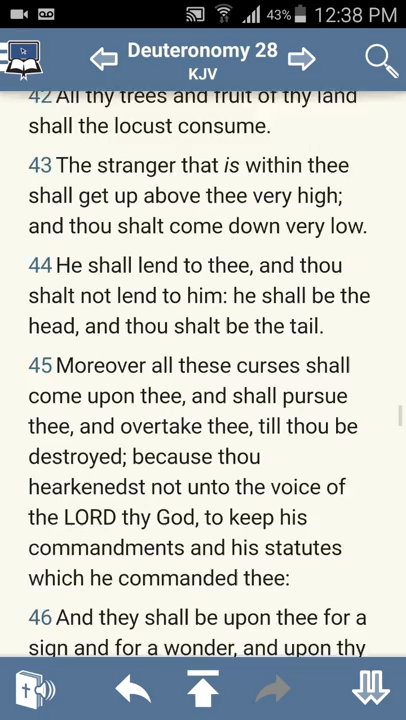 43% 12:38 PM
Deuteronomy 28
KJV
42 All thy trees and fruit of thy land
shall the locust consume.
43 The stranger that is within thee
shall get up above thee very high;
and thou shalt come down very low.
44 He shall lend to thee, and thou
shalt not lend to him: he shall be the
head, and thou shalt be the tail.
45 Moreover all these curses shall
come upon thee, and shall pursue
thee, and overtake thee, till thou be
destroyed; because thou
hearkenedst not unto the voice of
the LORD thy God, to keep his
commandments and his statutes
which he commanded thee:
46 And they shall be upon thee for a
sign and for a wonder, and upon thy